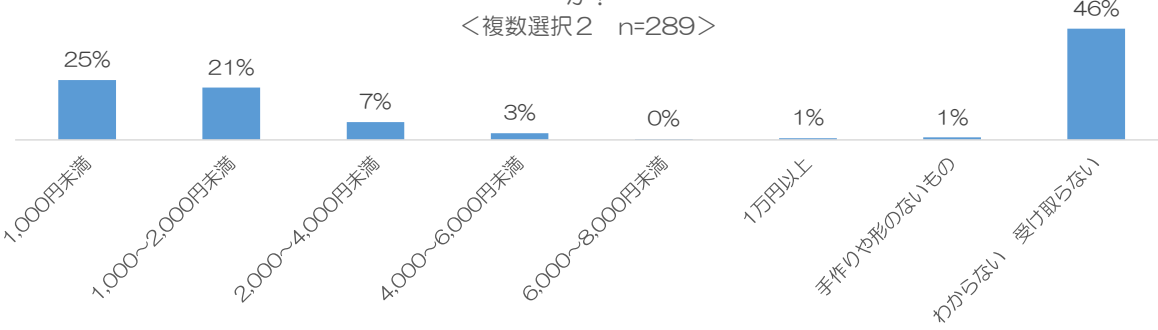 か？
＜複数選択２　n=289＞
25%
21%
7%
3%
0%
1%
1%
46%
1,000円未満
1,000～2,000円未満
2,000～4,000円未満
4,000～6,000円未満
6,000～8,000円未満
1万円以上
手作りや形のないもの
わからない　受け取らない